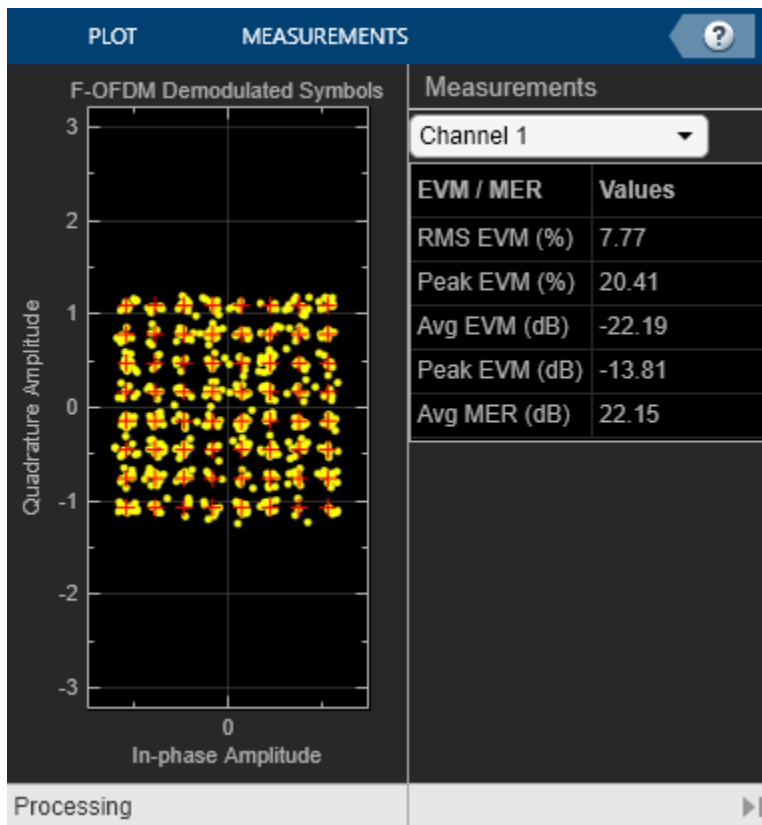 PLOT MEASUREMENTS ?
F-OFDM Demodulated Symbols
3
2
1
0
-1
-2
-3
Quadrature Amplitude
0
In-phase Amplitude
Measurements
Channel 1
EVM / MER Values
RMS EVM (%) 7.77
Peak EVM (%) 20.41
Avg EVM (dB) -22.19
Peak EVM (dB) -13.81
Avg MER (dB) 22.15
Processing